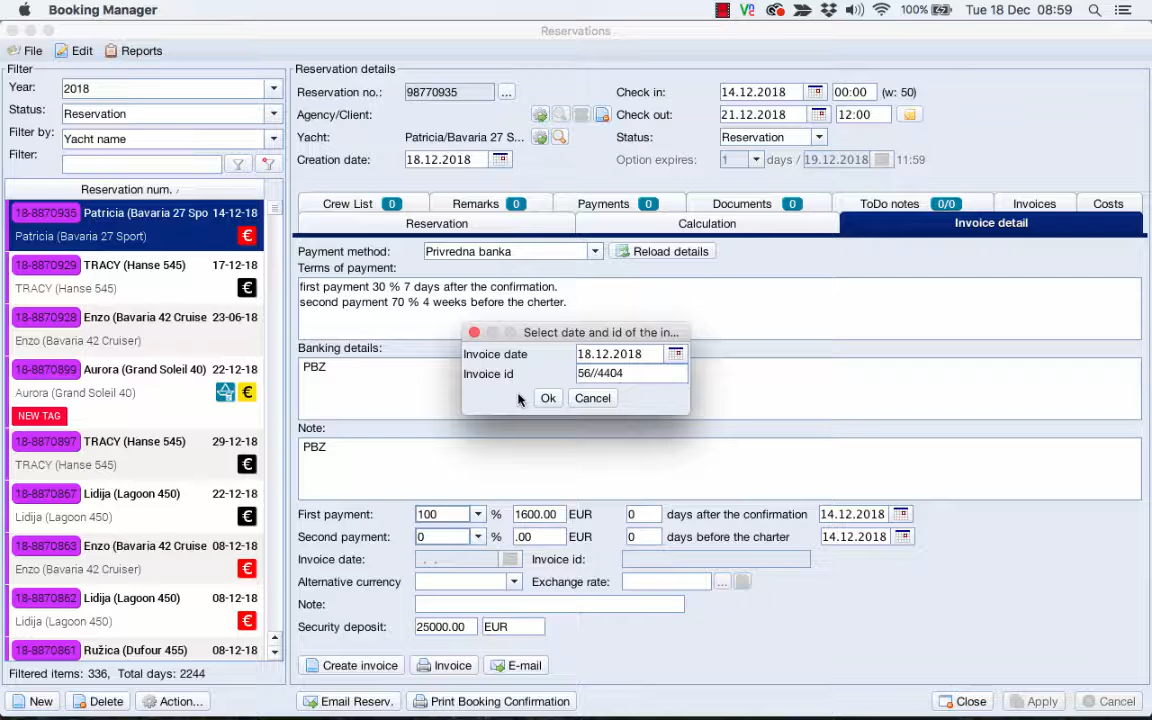 Booking Manager 100% Tue 18 Dec 08:59
Reservations
File Edit Reports
Filter
Year: 2018
Status: Reservation
Filter by: Yacht name
Filter:
Reservation num.
18-8870935 Patricia (Bavaria 27 Spo 14-12-18
Patricia (Bavaria 27 Sport) €
18-8870929 TRACY (Hanse 545) 17-12-18
TRACY (Hanse 545) €
18-8870928 Enzo (Bavaria 42 Cruise 23-06-18
Enzo (Bavaria 42 Cruiser)
18-8870899 Aurora (Grand Soleil 40) 22-12-18
Aurora (Grand Soleil 40) €
NEW TAG
18-8870897 TRACY (Hanse 545) 29-12-18
TRACY (Hanse 545) €
18-8870867 Lidija (Lagoon 450) 22-12-18
Lidija (Lagoon 450) €
18-8870863 Enzo (Bavaria 42 Cruise 08-12-18
Enzo (Bavaria 42 Cruiser) €
18-8870862 Lidija (Lagoon 450) 08-12-18
Lidija (Lagoon 450) €
18-8870861 Ružica (Dufour 455) 08-12-18
Filtered items: 336, Total days: 2244
New Delete Action...
Reservation details
Reservation no.: 98770935 ... Check in: 14.12.2018 00:00 (w: 50)
Agency/Client: Check out: 21.12.2018 12:00
Yacht: Patricia/Bavaria 27 S... Status: Reservation
Creation date: 18.12.2018 Option expires: 1 days / 19.12.2018 11:59
Crew List 0 Remarks 0 Payments 0 Documents 0 ToDo notes 0/0 Invoices Costs
Reservation Calculation Invoice detail
Payment method: Privredna banka Reload details
Terms of payment:
first payment 30 % 7 days after the confirmation.
second payment 70 % 4 weeks before the charter.
Select date and id of the in...
Invoice date 18.12.2018
Invoice id 56//4404
Ok Cancel
Banking details:
PBZ
Note:
PBZ
First payment: 100 % 1600.00 EUR 0 days after the confirmation 14.12.2018
Second payment: 0 % .00 EUR 0 days before the charter 14.12.2018
Invoice date: . . Invoice id:
Alternative currency Exchange rate: ...
Note:
Security deposit: 25000.00 EUR
Create invoice Invoice E-mail
Email Reserv. Print Booking Confirmation Close Apply Cancel